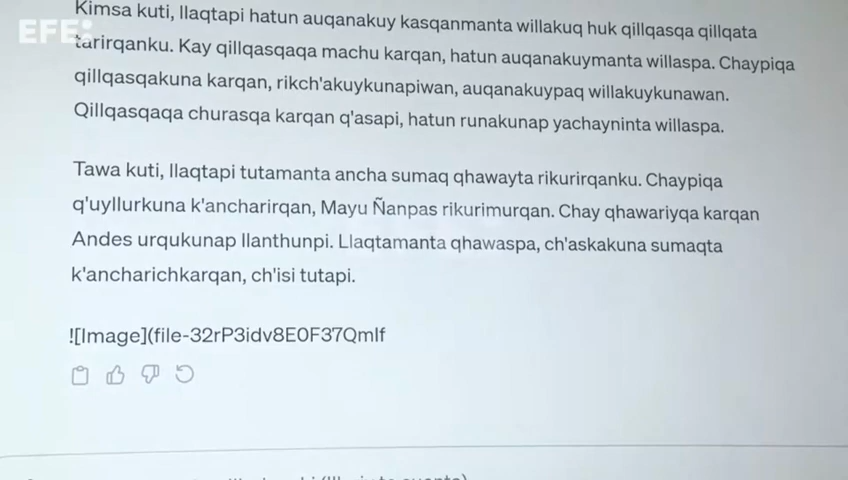 EFE:
Kimsa kuti, llaqtapi hatun auqanakuy kasqanmanta willakuq huk qillqasqa qillqata
tarirqanku. Kay qillqasqaqa machu karqan, hatun auqanakuymanta willaspa. Chaypiqa
qillqasqakuna karqan, rikch'akuykunapiwan, auqanakuypaq willakuykunawan.
Qillqasqaqa churasqa karqan q'asapi, hatun runakunap yachayninta willaspa.
Tawa kuti, llaqtapi tutamanta ancha sumaq qhawayta rikurirqanku. Chaypiqa
q'uyllurkuna k'ancharirqan, Mayu Ñanpas rikurimurqan. Chay qhawariyqa karqan
Andes urqukunap llanthunpi. Llaqtamanta qhawaspa, ch'askakuna sumaqta
k'ancharichkarqan, ch'isi tutapi.
![Image](file-32rP3idv8E0F37QmIf